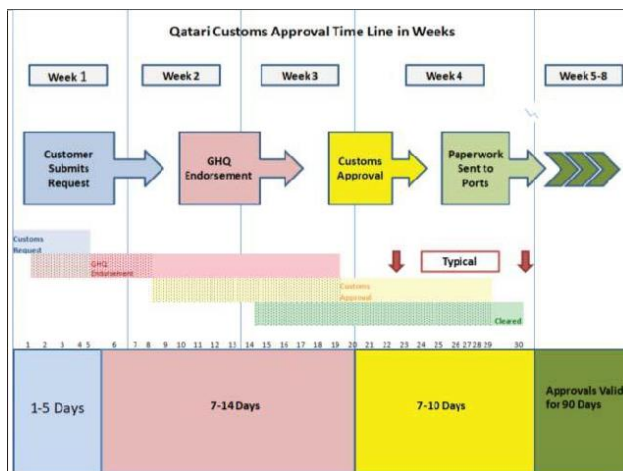 Qatari Customs Approval Time Line in Weeks
Week 1
Week 2
Week 3
Week 4
Week 5-8
Customer
Submits
Request
GHQ
Endorsement
Customs
Approval
Paperwork
Sent to
Ports
Customs
Request
GHQ
Endorsement
Typical
Customs
Approval
Cleared
1 2 3 4 5 6 7 8 9 10 11 12 13 14 15 16 17 18 19 20 21 22 23 24 25 26 27 28 29 30
1-5 Days
7-14 Days
7-10 Days
Approvals Valid
for 90 Days